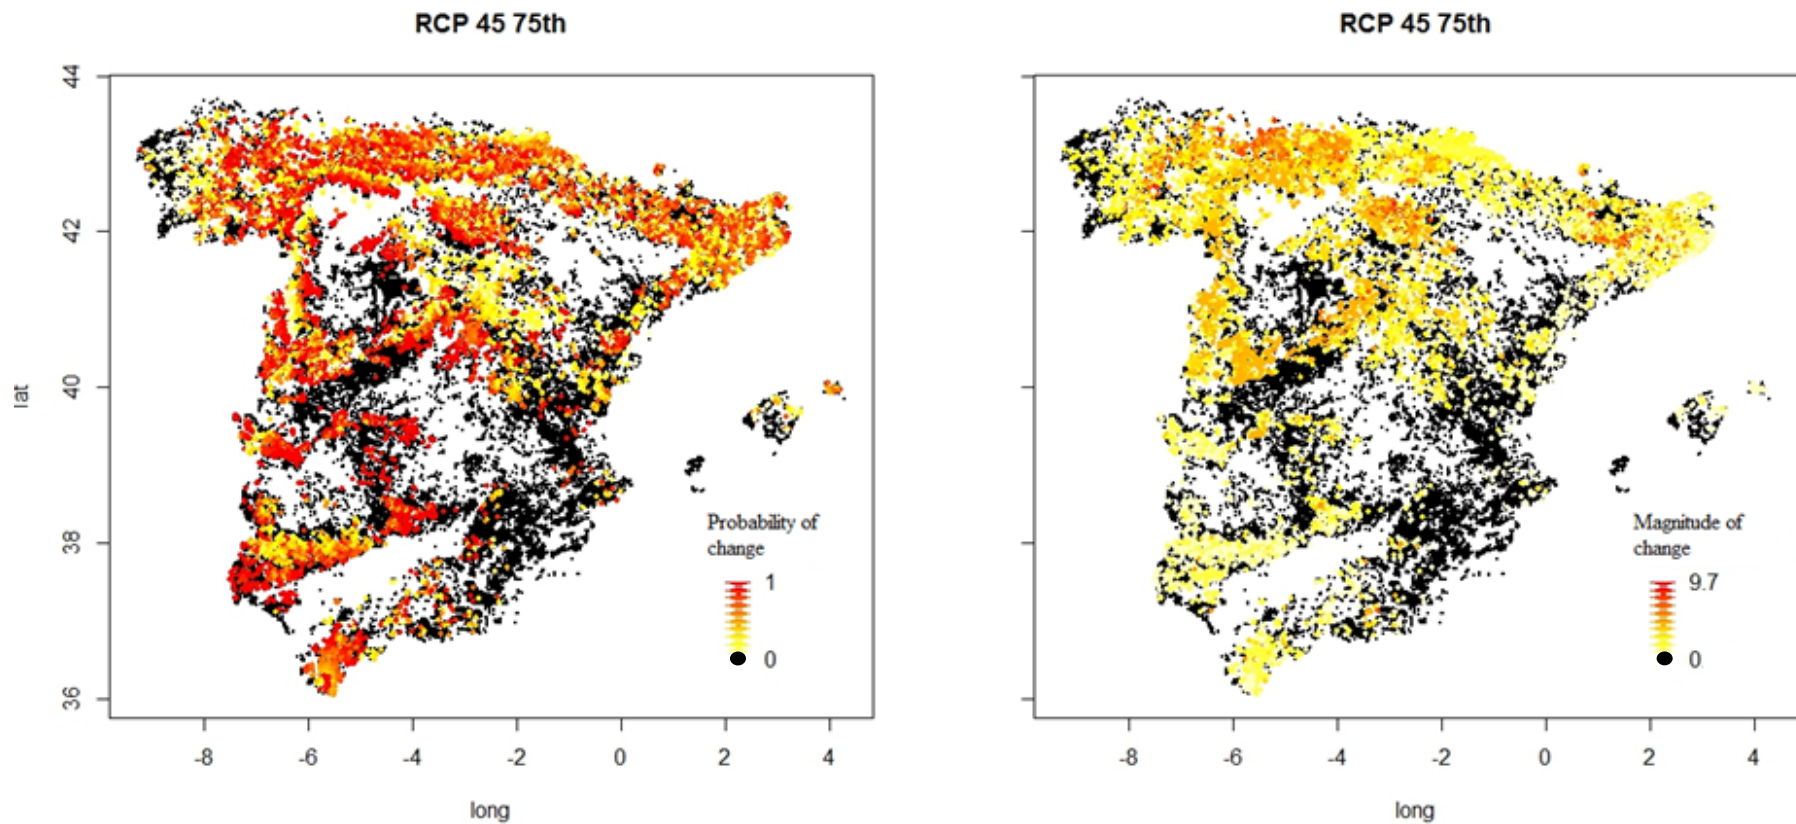 RCP 45 75th
44
42
40
38
36
lat
-8 -6 -4 -2 0 2 4
long
Probability of
change
1
0
RCP 45 75th
-8 -6 -4 -2 0 2 4
long
Magnitude of
change
9.7
0